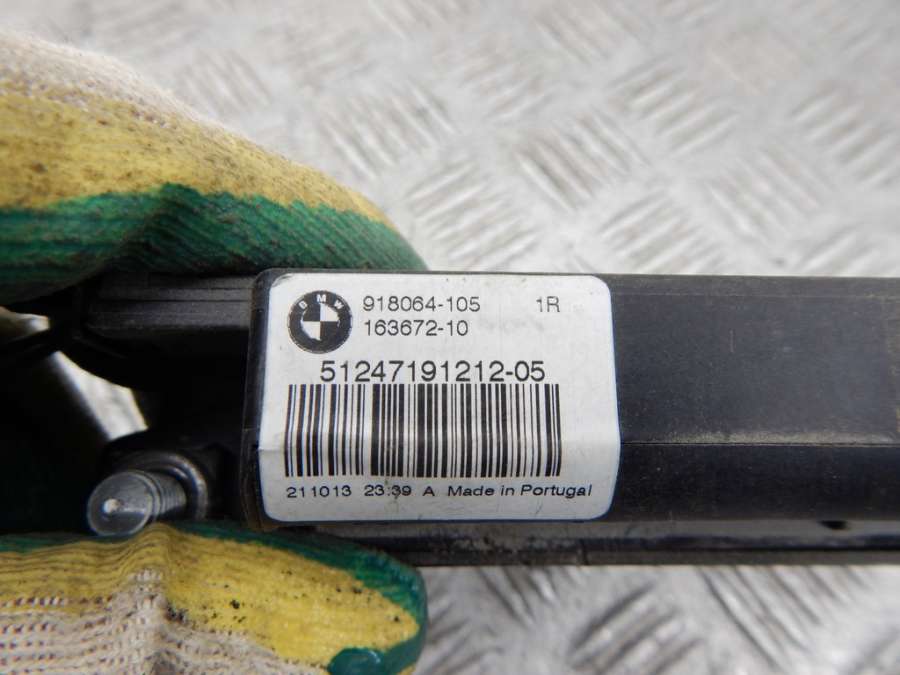 BMW
918064-105 1R
163672-10
51247191212-05
211013 23:39 A Made in Portugal